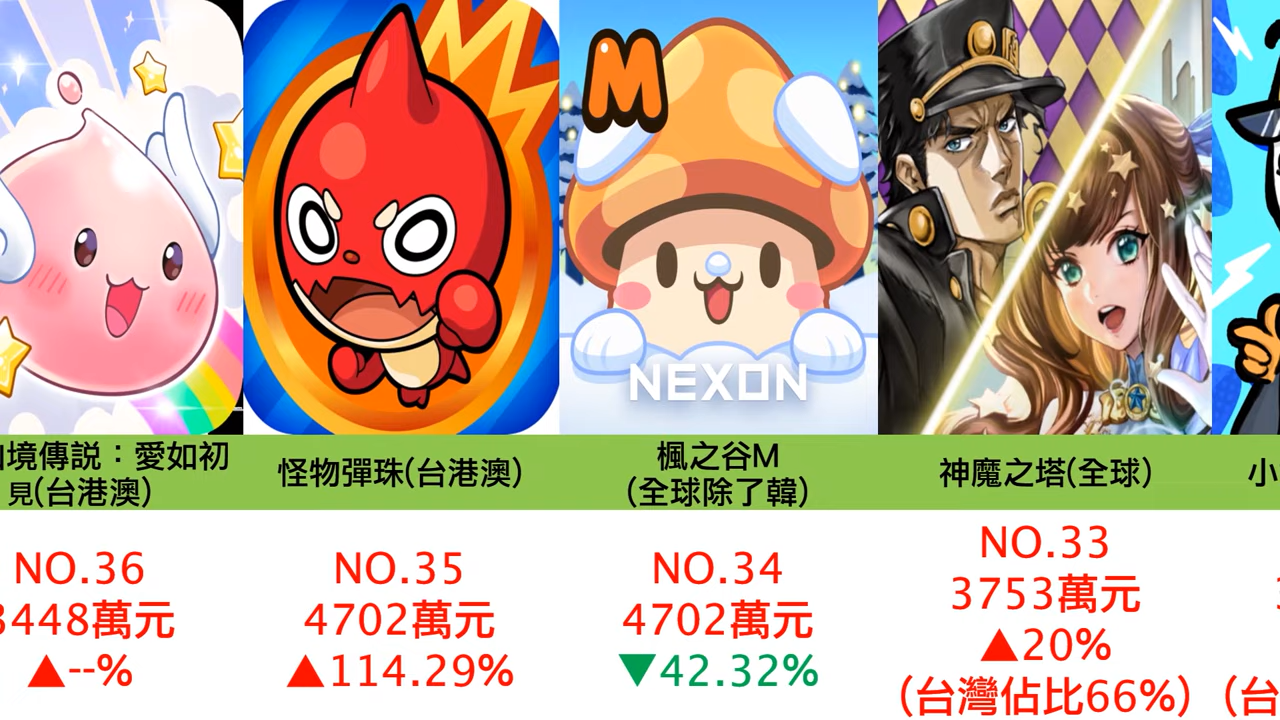 M
NEXON
境傳說：愛如初
見(台港澳)
怪物彈珠(台港澳)
楓之谷M
(全球除了韓)
神魔之塔(全球)
小
NO.36
3448萬元
▲--%
NO.35
4702萬元
▲114.29%
NO.34
4702萬元
▼42.32%
NO.33
3753萬元
▲20%
(台灣佔比66%)
(台